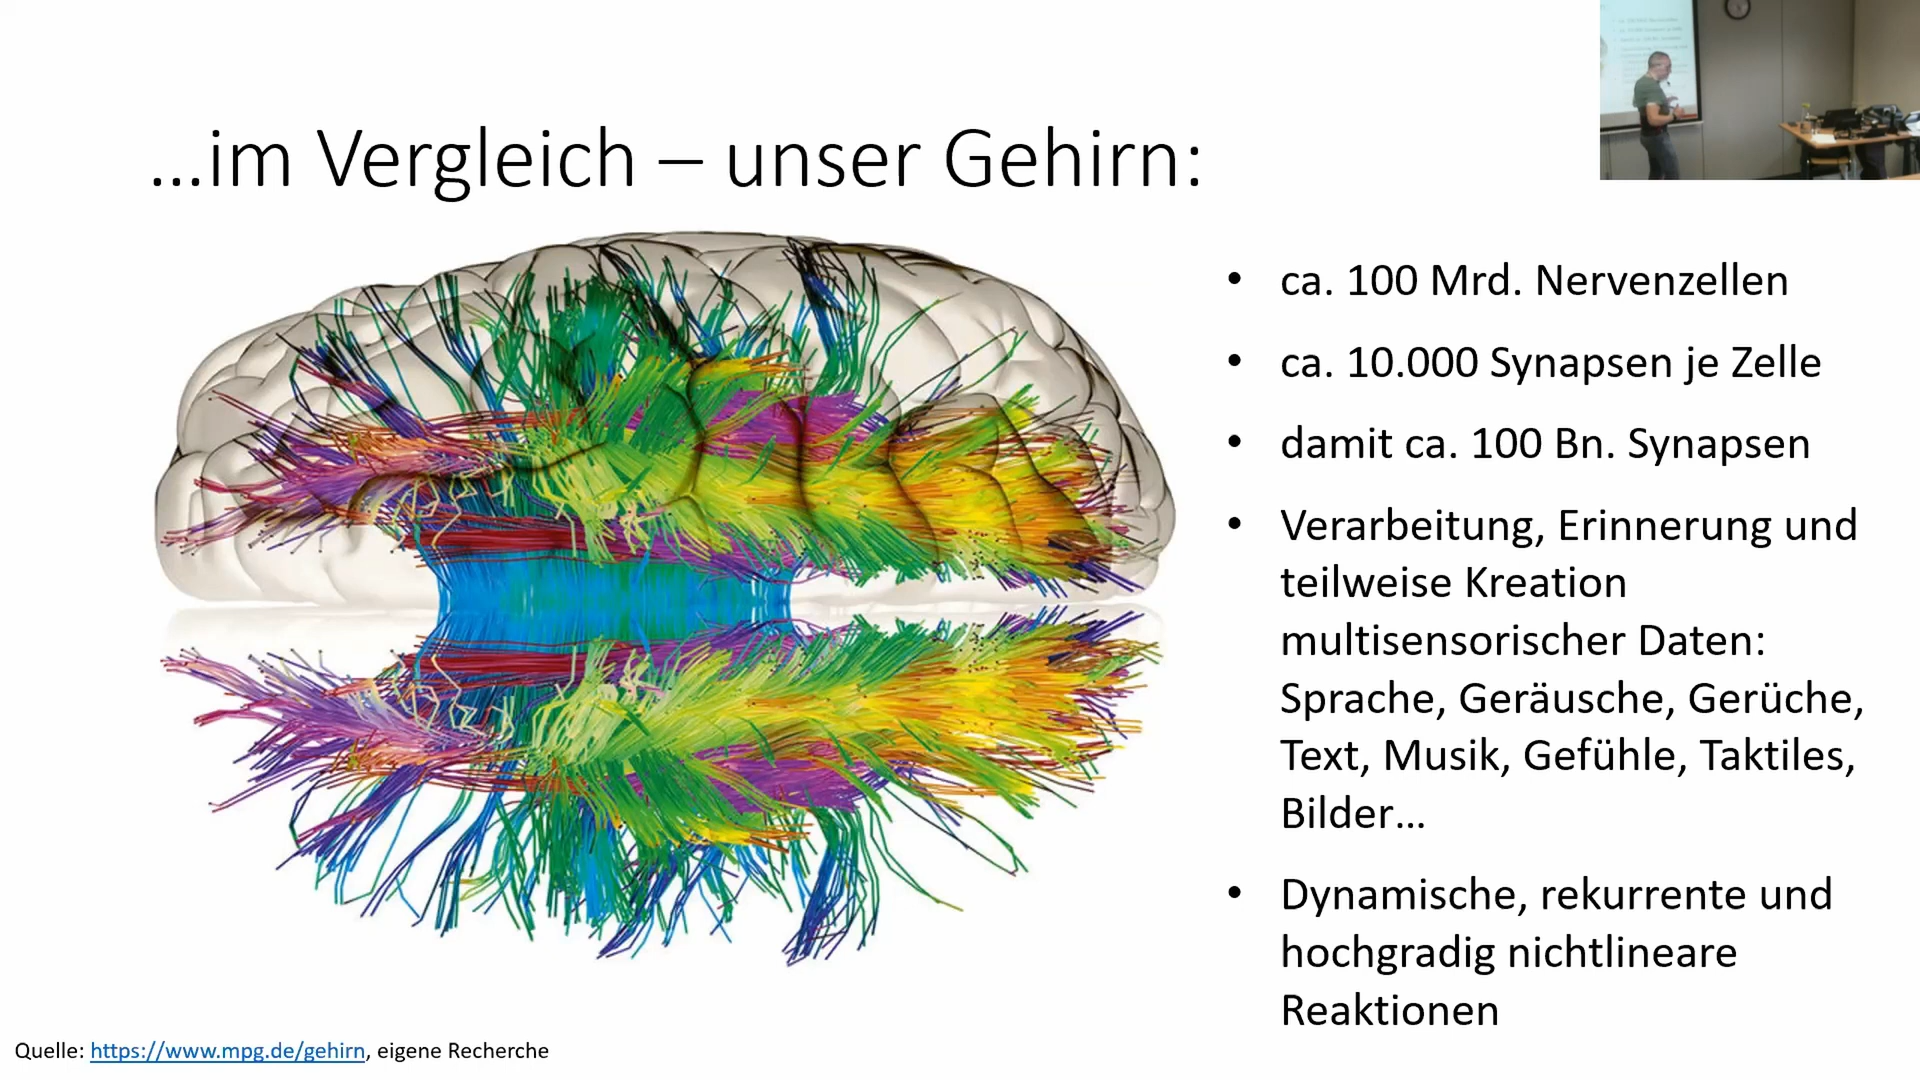 ...im Vergleich – unser Gehirn:
• ca. 100 Mrd. Nervenzellen
• ca. 10.000 Synapsen je Zelle
• damit ca. 100 Bn. Synapsen
• Verarbeitung, Erinnerung und
teilweise Kreation
multisensorischer Daten:
Sprache, Geräusche, Gerüche,
Text, Musik, Gefühle, Taktiles,
Bilder...
• Dynamische, rekurrente und
hochgradig nichtlineare
Reaktionen
Quelle: https://www.mpg.de/gehirn, eigene Recherche